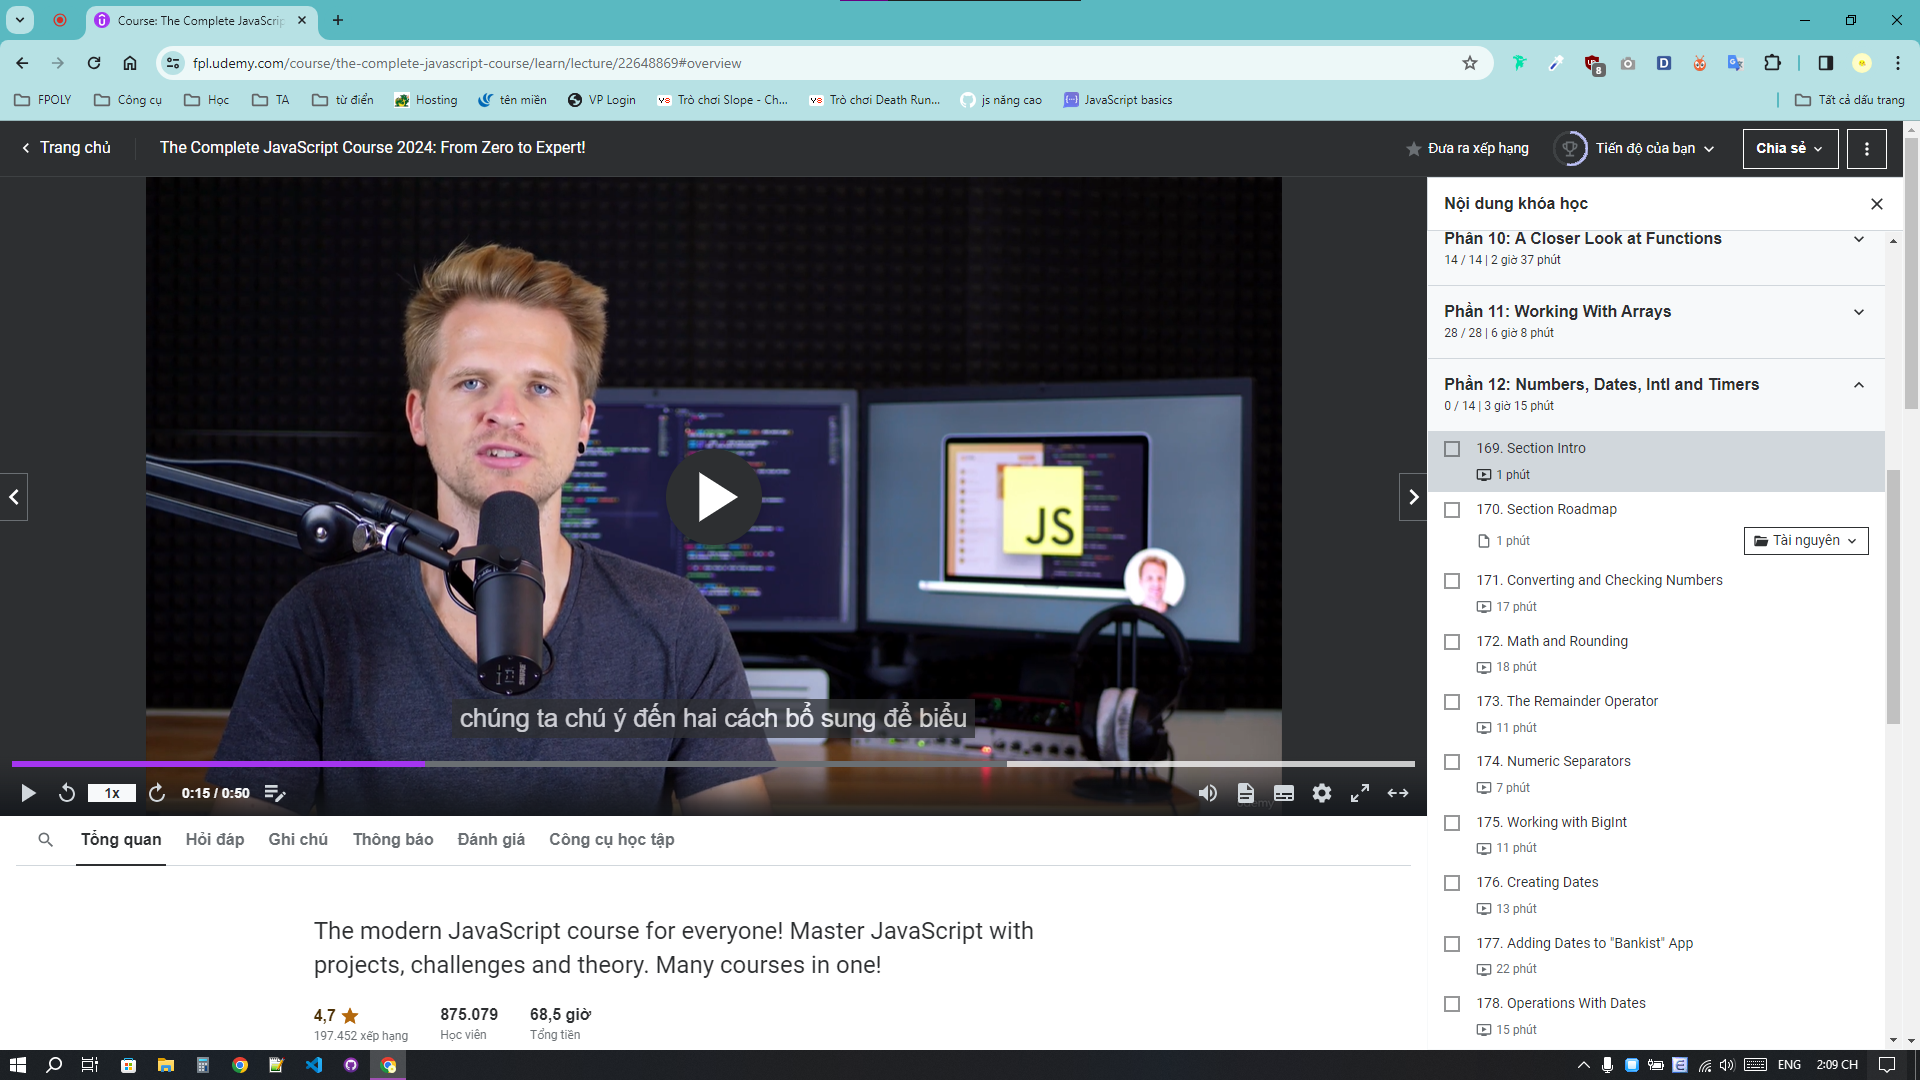 Course: The Complete JavaScrip
fpl.udemy.com/course/the-complete-javascript-course/learn/lecture/22648869#overview
8
FPOLY
Công cụ
Học
TA
từ điển
Hosting
tên miền
VP Login
Trò chơi Slope - Ch...
Trò chơi Death Run...
js nâng cao
JavaScript basics
Tất cả dấu trang
Trang chủ
The Complete JavaScript Course 2024: From Zero to Expert!
Đưa ra xếp hạng
Tiến độ của bạn
Chia sẻ
JS
chúng ta chú ý đến hai cách bổ sung để biểu
1x
0:15 / 0:50
udemy
Nội dung khóa học
Phần 10: A Closer Look at Functions
14 / 14 | 2 giờ 37 phút
Phần 11: Working With Arrays
28 / 28 | 6 giờ 8 phút
Phần 12: Numbers, Dates, Intl and Timers
0 / 14 | 3 giờ 15 phút
169. Section Intro
1 phút
170. Section Roadmap
1 phút
Tài nguyên
171. Converting and Checking Numbers
17 phút
172. Math and Rounding
18 phút
173. The Remainder Operator
11 phút
174. Numeric Separators
7 phút
175. Working with BigInt
11 phút
176. Creating Dates
13 phút
177. Adding Dates to "Bankist" App
22 phút
178. Operations With Dates
15 phút
Tổng quan
Hỏi đáp
Ghi chú
Thông báo
Đánh giá
Công cụ học tập
The modern JavaScript course for everyone! Master JavaScript with
projects, challenges and theory. Many courses in one!
4,7
197.452 xếp hạng
875.079
Học viên
68,5 giờ
Tổng tiền
ENG
2:09 CH